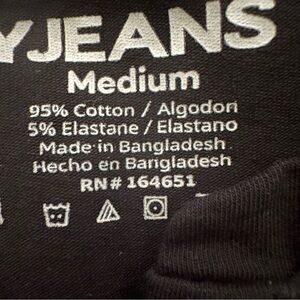 YJEANS
Medium
95% Cotton / Algodon
5% Elastane / Elastano
Made in Bangladesh
Hecho en Bangladesh
RN# 164651